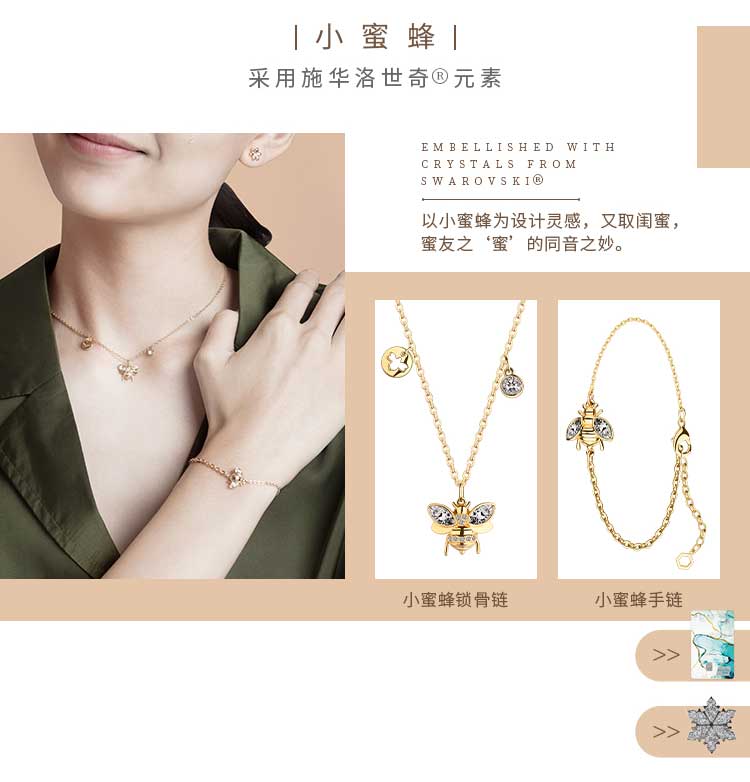 小蜜蜂
采用施华洛世奇®元素
EMBELLISHED WITH
CRYSTALS FROM
SWAROVSKI®
以小蜜蜂为设计灵感，又取闺蜜，
蜜友之‘蜜’的同音之妙。
小蜜蜂锁骨链
小蜜蜂手链
>>
>>